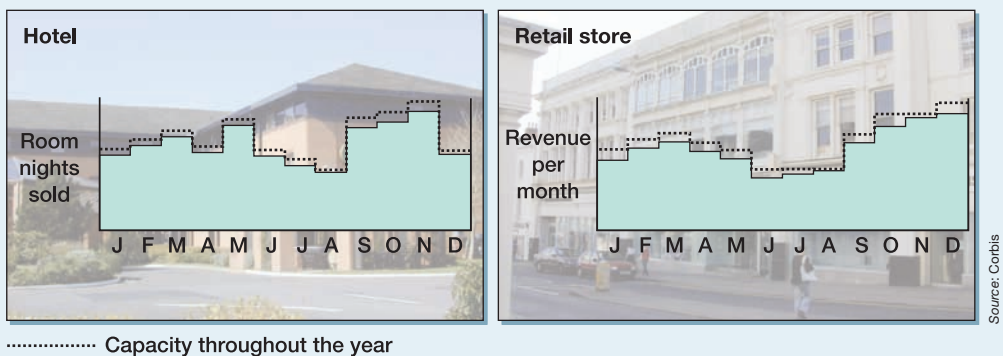 Hotel
Room
nights
sold
J F M A M J J A S O N D
Retail store
Revenue
per
month
J F M A M J J A S O N D
Source: Corbis
Capacity throughout the year